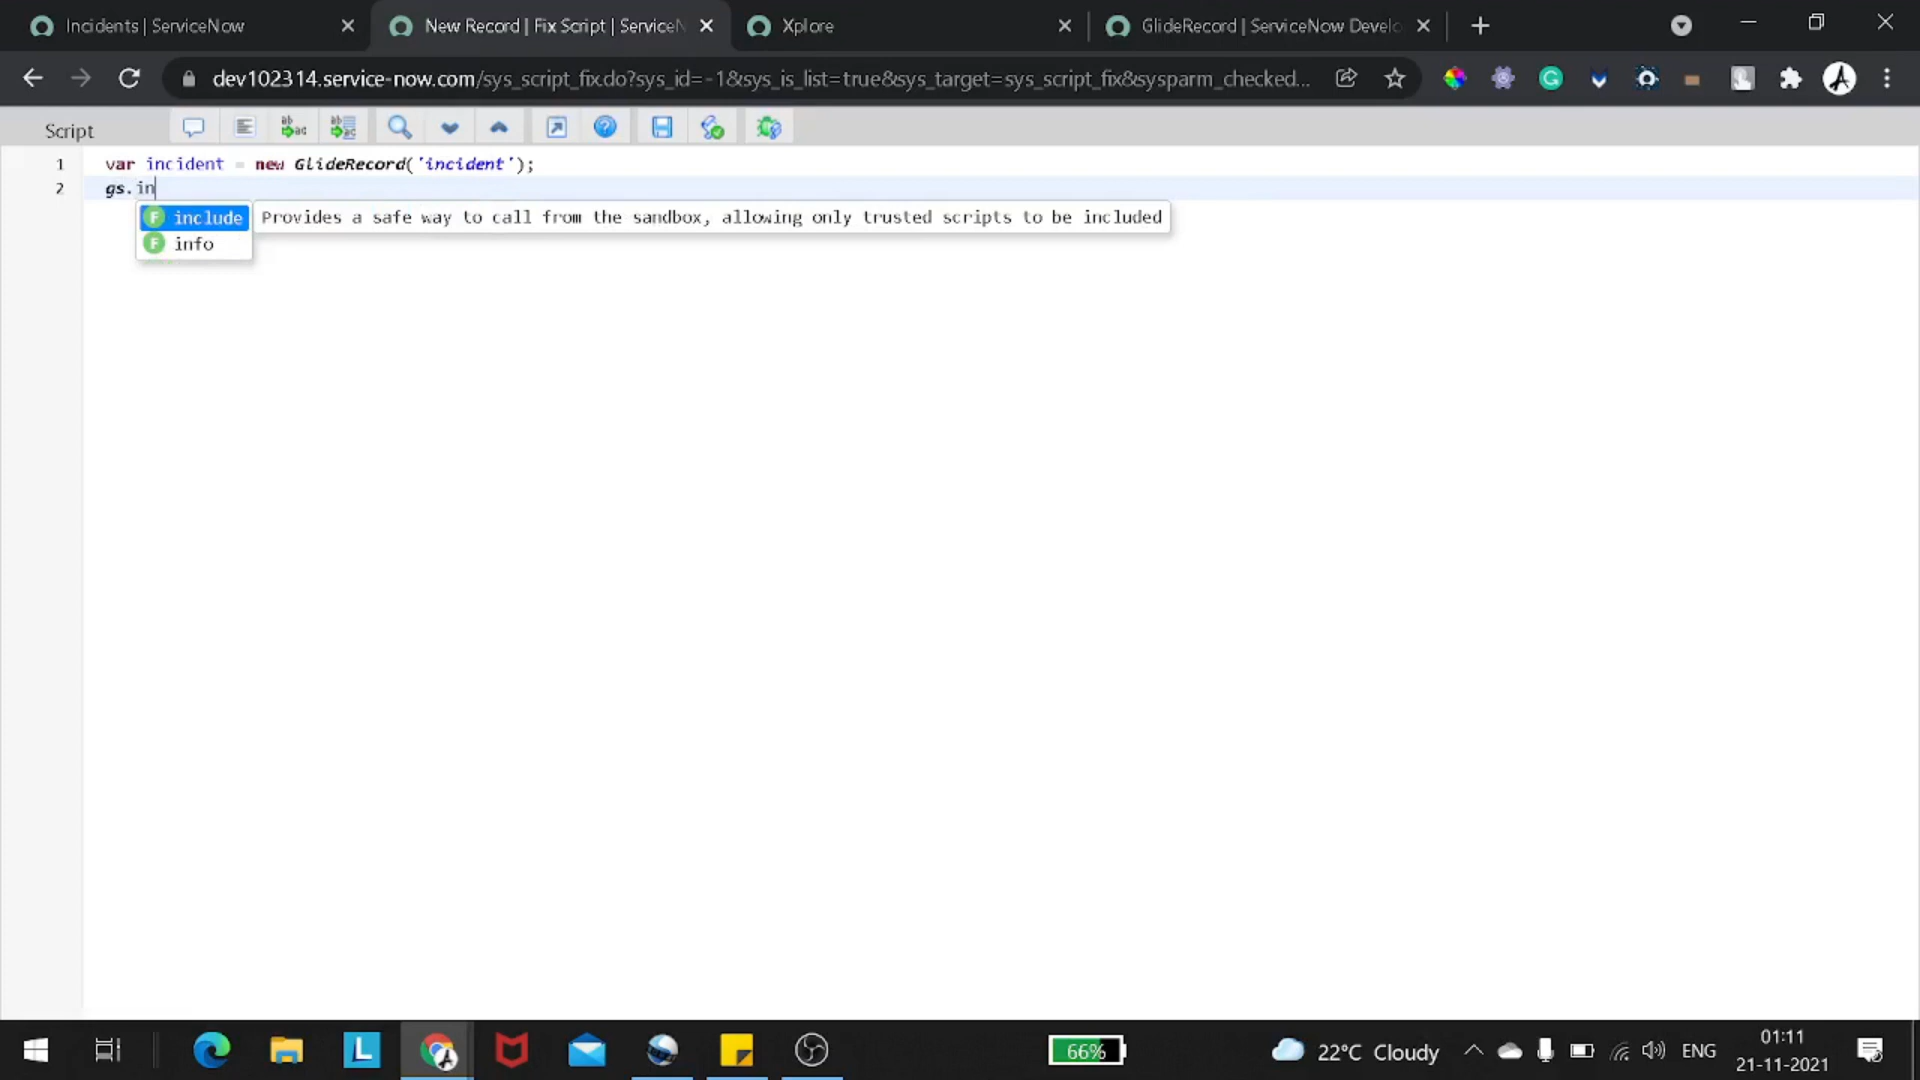 Incidents | ServiceNow
New Record | Fix Script | ServiceN
Xplore
GlideRecord | ServiceNow Develo
dev102314.service-now.com/sys_script_fix.do?sys_id=-1&sys_is_list=true&sys_target=sys_script_fix&sysparm_checked...
Script
1 var incident = new GlideRecord('incident');
2 gs.in
include Provides a safe way to call from the sandbox, allowing only trusted scripts to be included
info
66%
22°C Cloudy
ENG
01:11
21-11-2021